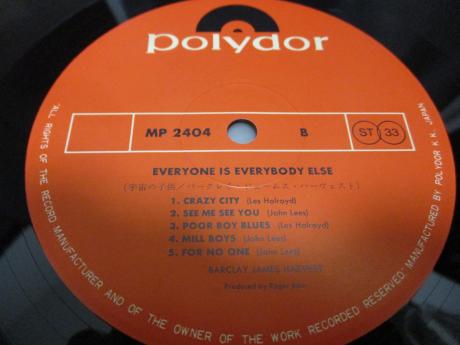 polydor
MP 2404 B ST 33
EVERYONE IS EVERYBODY ELSE
(宇宙の子供/バークレイ・ジェームス・ハーヴェスト)
1. CRAZY CITY (Les Holroyd)
2. SEE ME SEE YOU (John Lees)
3. POOR BOY BLUES (Les Holroyd)
4. MILL BOYS (John Lees)
5. FOR NO ONE (John Lees)
BARCLAY JAMES HARVEST
Produced by Roger Bain
"ALL RIGHTS OF THE RECORD MANUFACTURER AND OF THE OWNER OF THE WORK RECORDED RESERVED" MANUFACTURED BY POLYDOR K.K. JAPAN